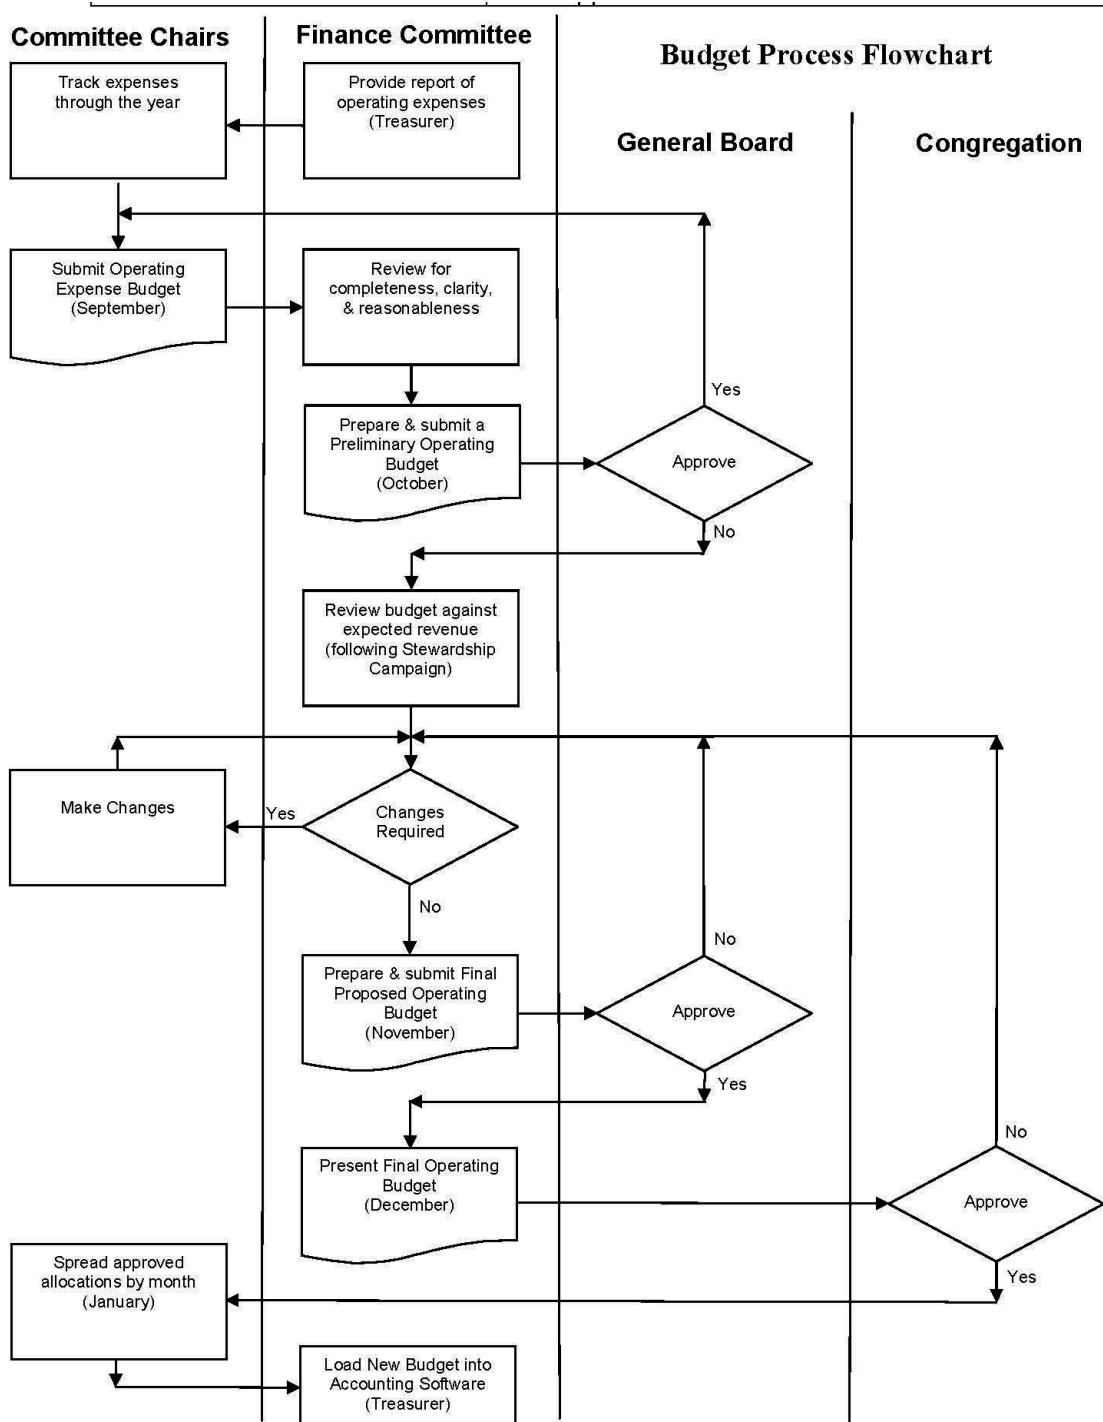 Committee Chairs
Finance Committee
Budget Process Flowchart
General Board
Congregation
Track expenses
through the year
Provide report of
operating expenses
(Treasurer)
Submit Operating
Expense Budget
(September)
Review for
completeness, clarity,
& reasonableness
Yes
Prepare & submit a
Preliminary Operating
Budget
(October)
Approve
No
Review budget against
expected revenue
(following Stewardship
Campaign)
Make Changes
Yes
Changes
Required
No
No
Prepare & submit Final
Proposed Operating
Budget
(November)
Approve
Yes
Present Final Operating
Budget
(December)
No
Approve
Yes
Spread approved
allocations by month
(January)
Load New Budget into
Accounting Software
(Treasurer)